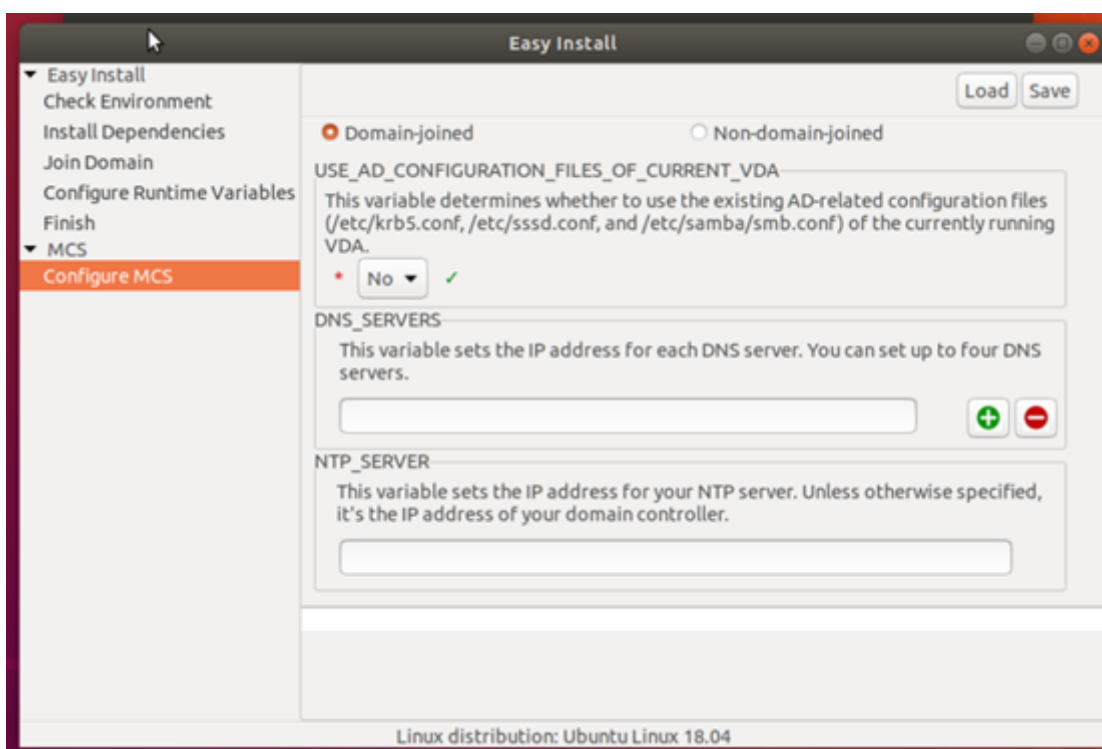 Easy Install
Easy Install
Check Environment
Install Dependencies
Join Domain
Configure Runtime Variables
Finish
MCS
Configure MCS
Load Save
Domain-joined Non-domain-joined
USE_AD_CONFIGURATION_FILES_OF_CURRENT_VDA
This variable determines whether to use the existing AD-related configuration files
(/etc/krb5.conf, /etc/sssd.conf, and /etc/samba/smb.conf) of the currently running
VDA.
* No ✓
DNS_SERVERS
This variable sets the IP address for each DNS server. You can set up to four DNS
servers.
NTP_SERVER
This variable sets the IP address for your NTP server. Unless otherwise specified,
it's the IP address of your domain controller.
Linux distribution: Ubuntu Linux 18.04